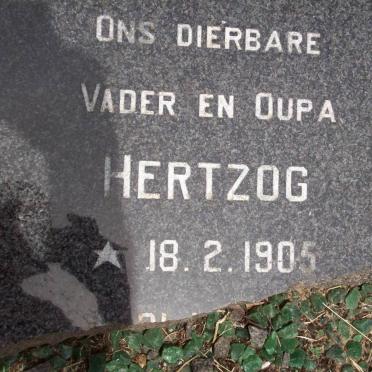 ONS DIERBARE
VADER EN OUPA
HERTZOG
18.2.1905